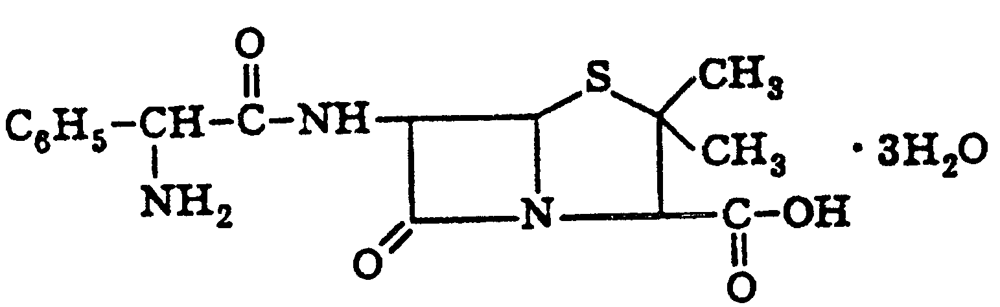 O
S
CH₃
C₆H₅–CH–C–NH
CH₃
· 3H₂O
NH₂
N
C–OH
O
O